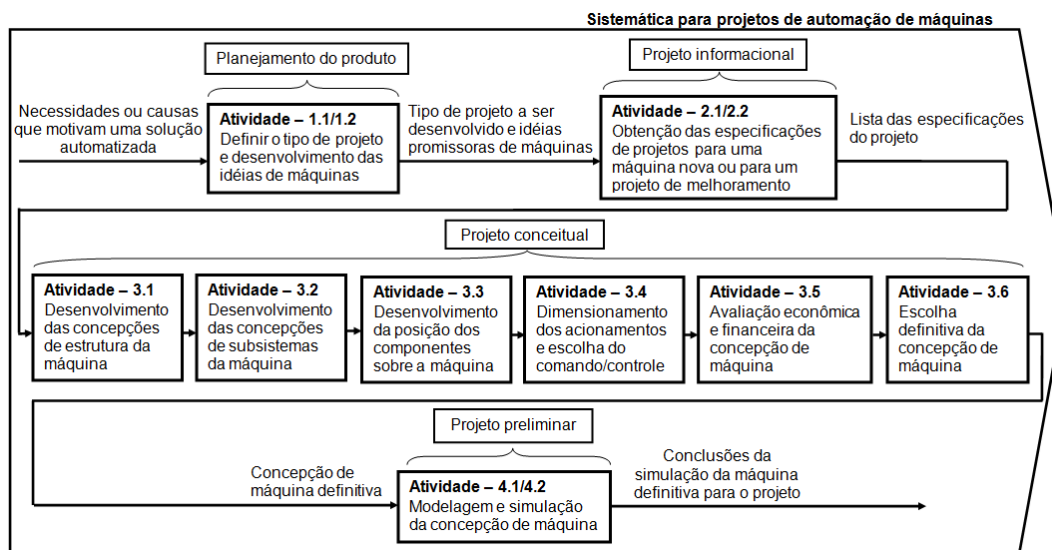 Sistemática para projetos de automação de máquinas
Planejamento do produto
Projeto informacional
Necessidades ou causas
que motivam uma solução
automatizada
Atividade – 1.1/1.2
Definir o tipo de projeto
e desenvolvimento das
idéias de máquinas
Tipo de projeto a ser
desenvolvido e idéias
promissoras de máquinas
Atividade – 2.1/2.2
Obtenção das especificações
de projetos para uma
máquina nova ou para um
projeto de melhoramento
Lista das especificações
do projeto
Projeto conceitual
Atividade – 3.1
Desenvolvimento
das concepções
de estrutura da
máquina
Atividade – 3.2
Desenvolvimento
das concepções
de subsistemas
da máquina
Atividade – 3.3
Desenvolvimento
da posição dos
componentes
sobre a máquina
Atividade – 3.4
Dimensionamento
dos acionamentos
e escolha do
comando/controle
Atividade – 3.5
Avaliação econômica
e financeira da
concepção de
máquina
Atividade – 3.6
Escolha
definitiva da
concepção de
máquina
Projeto preliminar
Concepção de
máquina definitiva
Atividade – 4.1/4.2
Modelagem e simulação
da concepção de máquina
Conclusões da
simulação da máquina
definitiva para o projeto